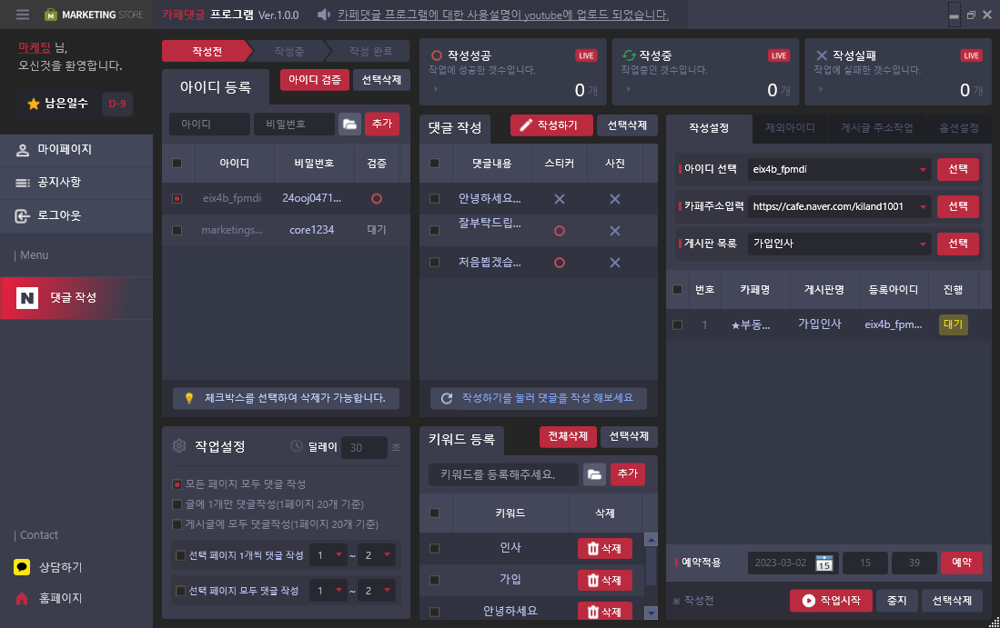 MARKETING STORE
카페댓글 프로그램 Ver.1.0.0
카페댓글 프로그램에 대한 사용설명이 youtube에 업로드 되었습니다.
마케팅 님,
오신것을 환영합니다.
남은일수 D-9
마이페이지
공지사항
로그아웃
| Menu
N 댓글 작성
| Contact
상담하기
홈페이지
작성전 작성중 작성 완료
아이디 등록 아이디 검증 선택삭제
아이디 비밀번호 추가
아이디 비밀번호 검증
eix4b_fpmdi 24ooj0471...
marketings... core1234 대기
체크박스를 선택하여 삭제가 가능합니다.
작업설정 딜레이 30 초
모든 페이지 모두 댓글 작성
글에 1개만 댓글작성(1페이지 20개 기준)
게시글에 모두 댓글작성(1페이지 20개 기준)
선택 페이지 1개씩 댓글 작성 1 ~ 2
선택 페이지 모두 댓글 작성 1 ~ 2
작성성공 LIVE
작업에 성공한 갯수입니다.
0 개
작성중 LIVE
작업중인 갯수입니다.
0 개
작성실패 LIVE
작업에 실패한 갯수입니다.
0 개
댓글 작성 작성하기 선택삭제
댓글내용 스티커 사진
안녕하세요...
잘부탁드립...
처음뵙겠습...
작성하기를 눌러 댓글을 작성 해보세요
키워드 등록 전체삭제 선택삭제
키워드를 등록해주세요. 추가
키워드 삭제
인사 삭제
가입 삭제
안녕하세요 삭제
작성설정 제외아이디 게시글 주소작업 옵션설정
아이디 선택 eix4b_fpmdi 선택
카페주소입력 https://cafe.naver.com/kiland1001 선택
게시판 목록 가입인사 선택
번호 카페명 게시판명 등록아이디 진행
1 ★부동... 가입인사 eix4b_fpm... 대기
예약적용 2023-03-02 15 15 39 예약
※ 작성전 작업시작 중지 선택삭제